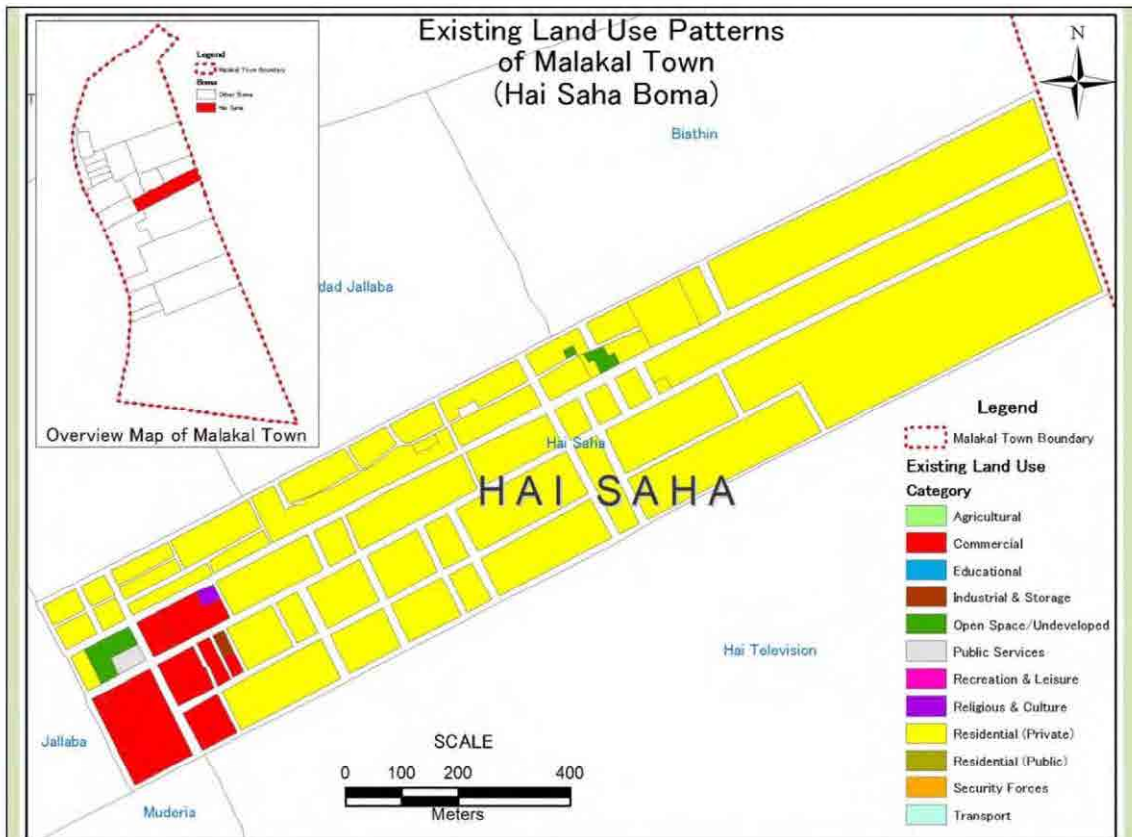 Existing Land Use Patterns
of Malakal Town
(Hai Saha Boma)
N
Legend
Malakal Town Boundary
Boma
Other Boma
Hai Saha
Overview Map of Malakal Town
Biathin
dad Jallaba
Hai Saha
HAI SAHA
Hai Television
Jallaba
Muderia
SCALE
0 100 200 400
Meters
Legend
Malakal Town Boundary
Existing Land Use
Category
Agricultural
Commercial
Educational
Industrial & Storage
Open Space/Undeveloped
Public Services
Recreation & Leisure
Religious & Culture
Residential (Private)
Residential (Public)
Security Forces
Transport